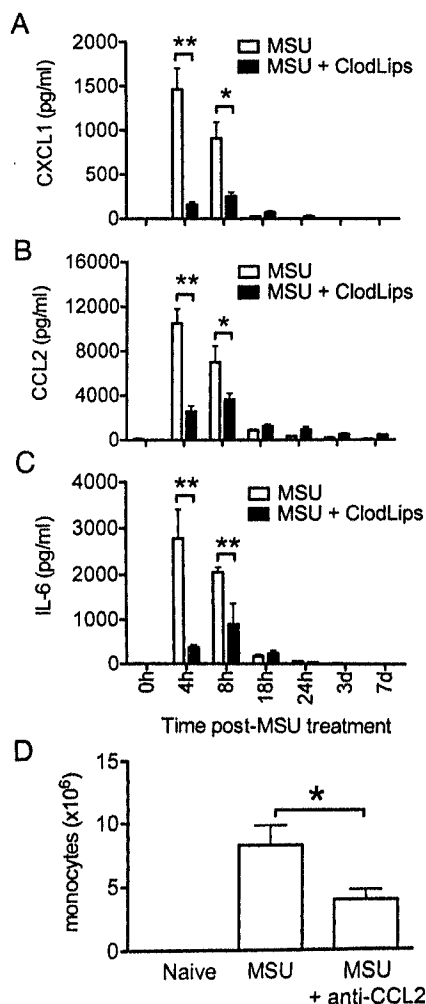 A
2000
1500
1000
500
0
CXCL1 (pg/ml)
**
*
MSU
MSU + ClodLips
B
16000
12000
8000
4000
0
CCL2 (pg/ml)
**
*
MSU
MSU + ClodLips
C
4000
3000
2000
1000
0
IL-6 (pg/ml)
**
**
MSU
MSU + ClodLips
0h
4h
8h
18h
24h
3d
7d
Time post-MSU treatment
D
15
10
5
0
monocytes (x10⁶)
*
Naive
MSU
MSU
+ anti-CCL2